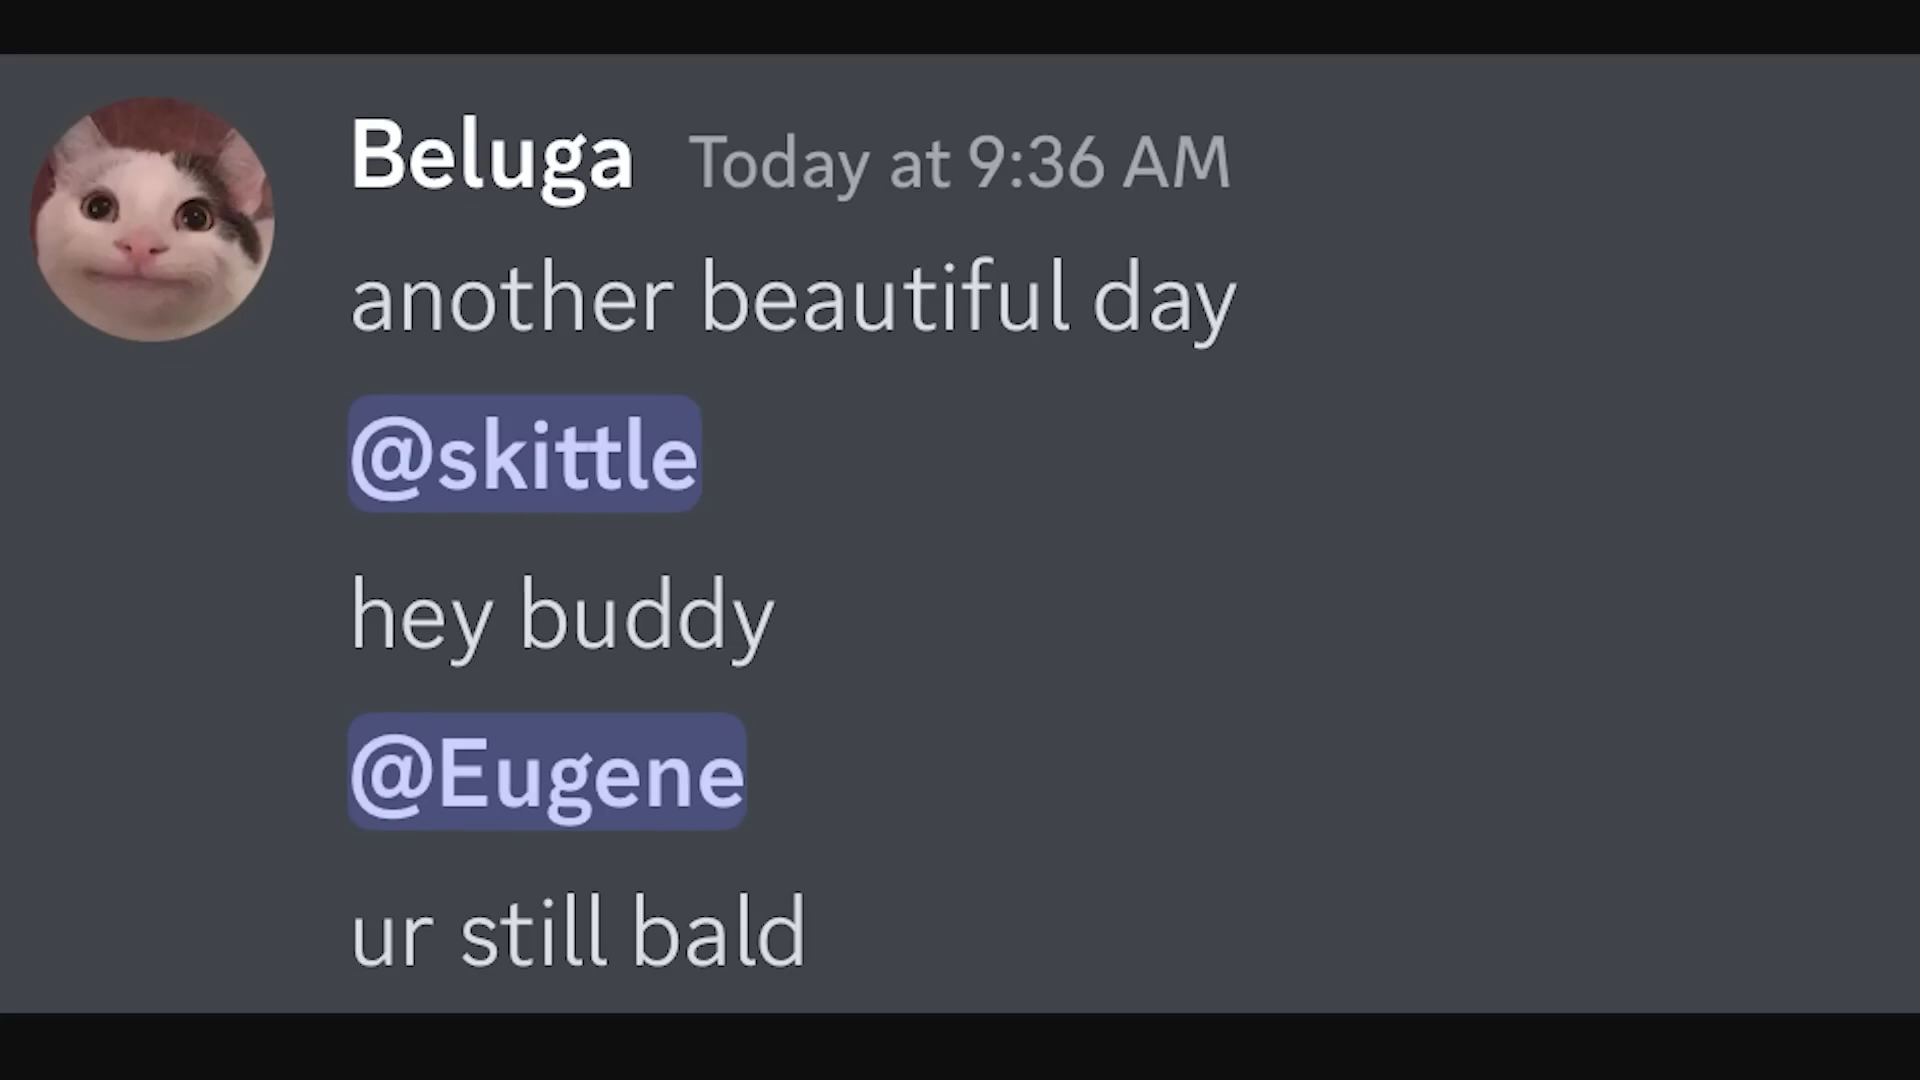 Beluga Today at 9:36 AM
another beautiful day
@skittle
hey buddy
@Eugene
ur still bald